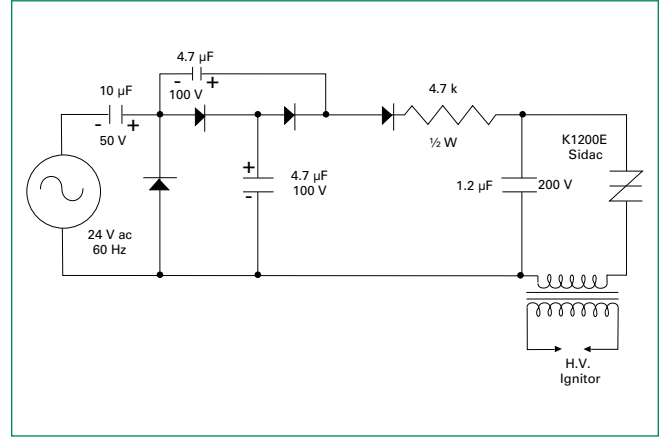 4.7 µF
- +
100 V
10 µF
- +
50 V
4.7 k
½ W
K1200E
Sidac
+
4.7 µF
100 V
-
1.2 µF
200 V
24 V ac
60 Hz
H.V.
Ignitor